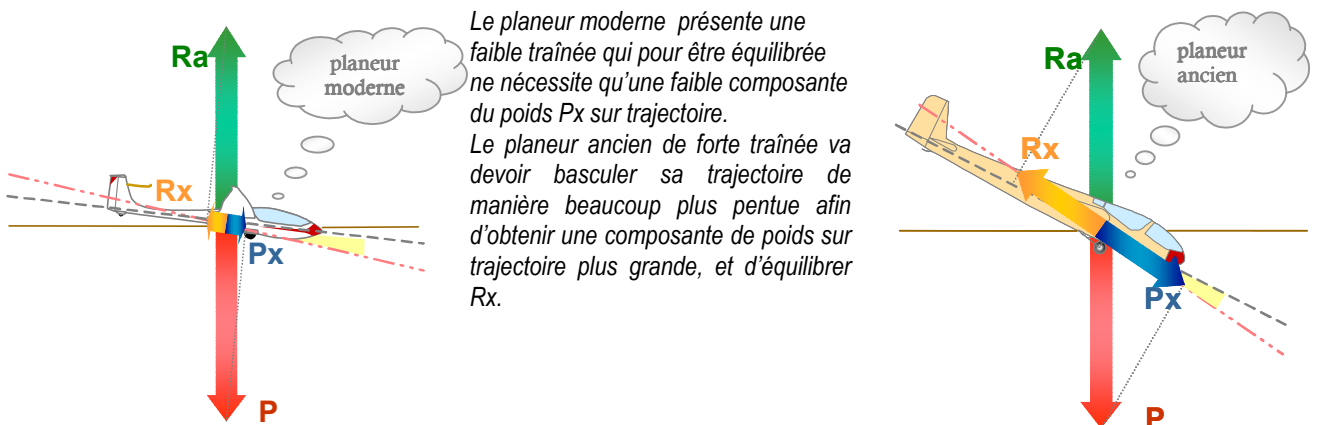 Ra
planeur
moderne
Rx
Px
P
Le planeur moderne présente une
faible traînée qui pour être équilibrée
ne nécessite qu'une faible composante
du poids Px sur trajectoire.
Le planeur ancien de forte traînée va
devoir basculer sa trajectoire de
manière beaucoup plus pentue afin
d'obtenir une composante de poids sur
trajectoire plus grande, et d'équilibrer
Rx.
Ra
planeur
ancien
Rx
Px
P